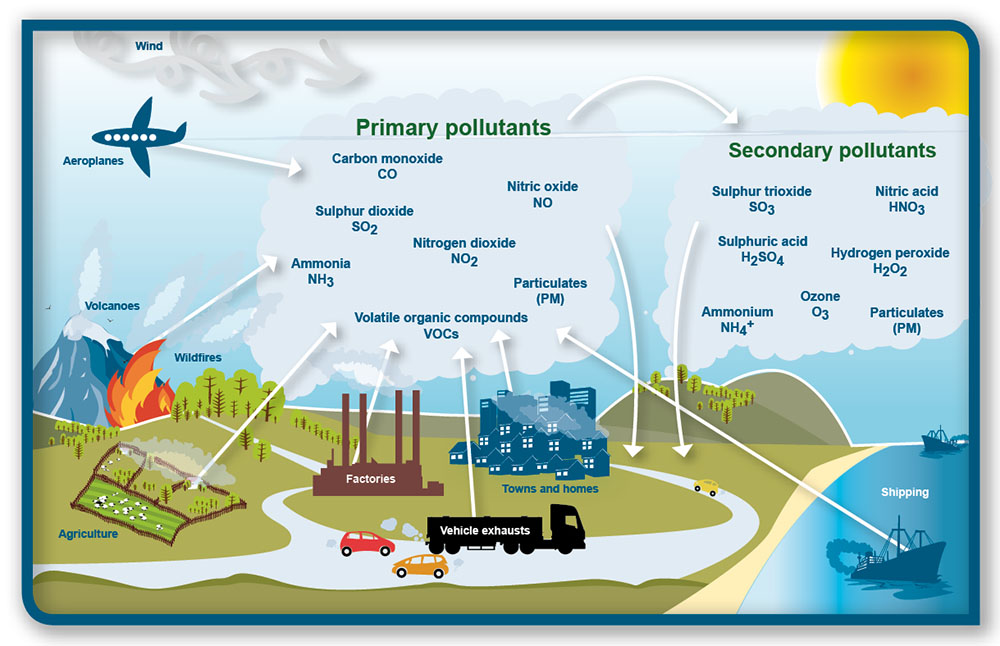 Wind
Primary pollutants
Aeroplanes
Secondary pollutants
Carbon monoxide
CO
Nitric oxide
NO
Sulphur dioxide
SO2
Nitrogen dioxide
NO2
Ammonia
NH3
Particulates
(PM)
Volatile organic compounds
VOCs
Sulphur trioxide
SO3
Nitric acid
HNO3
Sulphuric acid
H2SO4
Hydrogen peroxide
H2O2
Ozone
O3
Ammonium
NH4+
Particulates
(PM)
Volcanoes
Wildfires
Factories
Towns and homes
Shipping
Agriculture
Vehicle exhausts